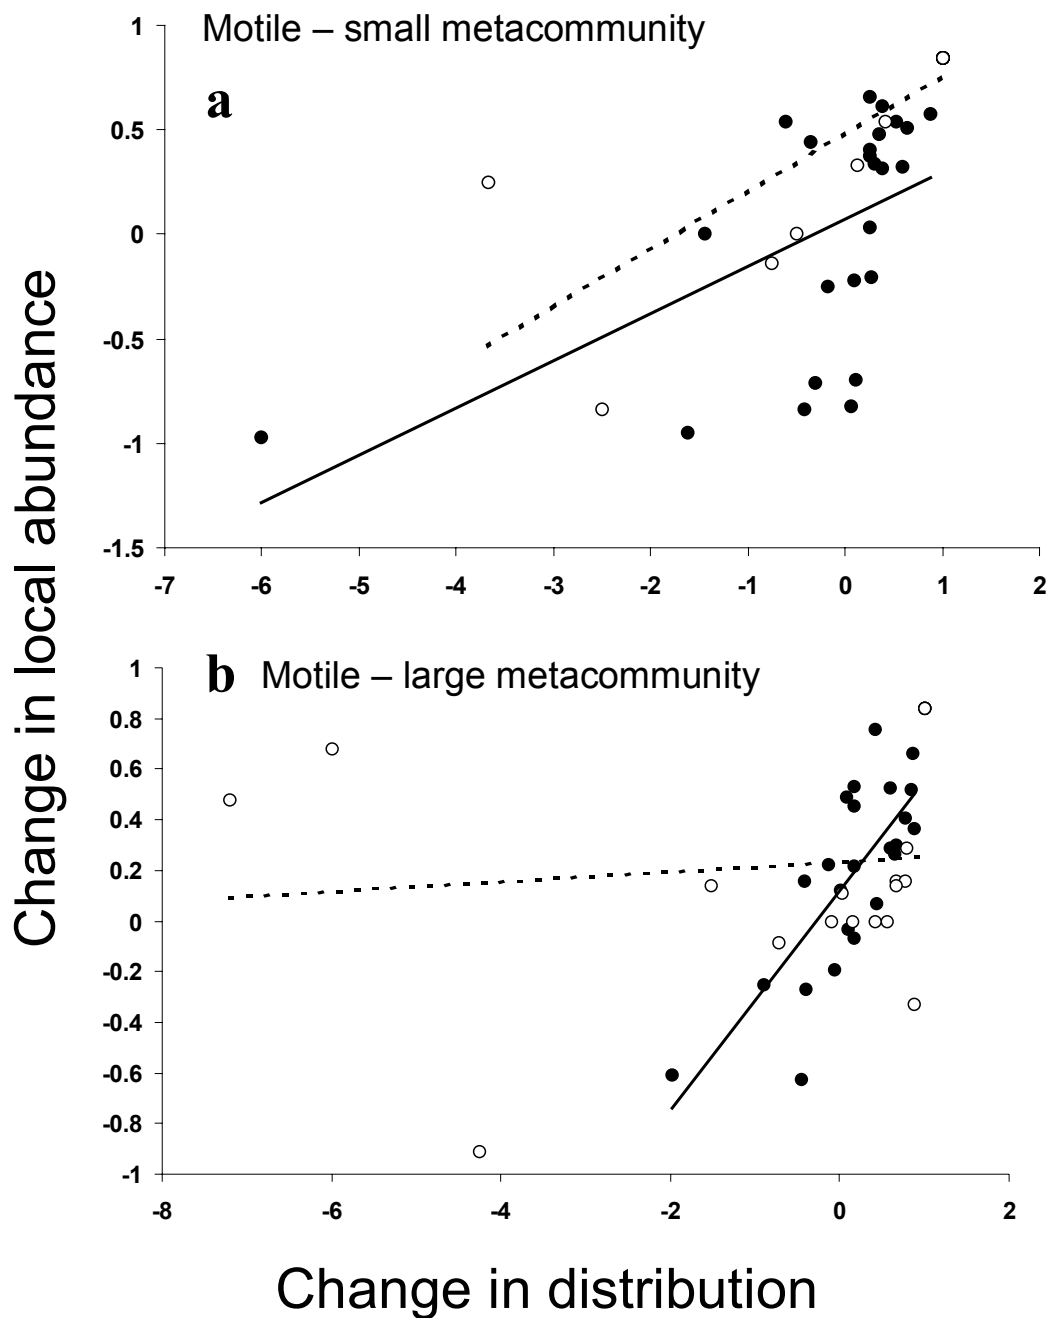 Motile – small metacommunity
a
1
0.5
0
-0.5
-1
-1.5
-7 -6 -5 -4 -3 -2 -1 0 1 2
Change in local abundance
b Motile – large metacommunity
1
0.8
0.6
0.4
0.2
0
-0.2
-0.4
-0.6
-0.8
-1
-8 -6 -4 -2 0 2
Change in distribution